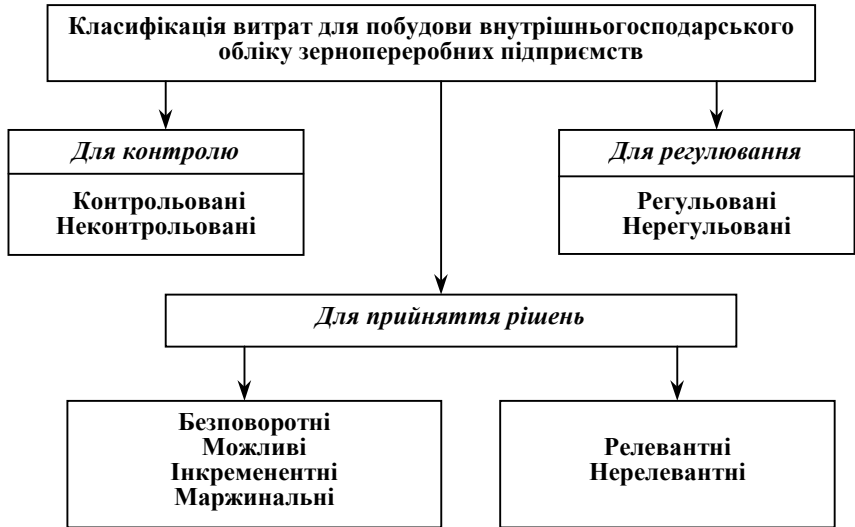 Класифікація витрат для побудови внутрішньогосподарського
обліку зернопереробних підприємств
Для контролю
Контрольовані
Неконтрольовані
Для регулювання
Регульовані
Нерегульовані
Для прийняття рішень
Безповоротні
Можливі
Інкременентні
Маржинальні
Релевантні
Нерелевантні